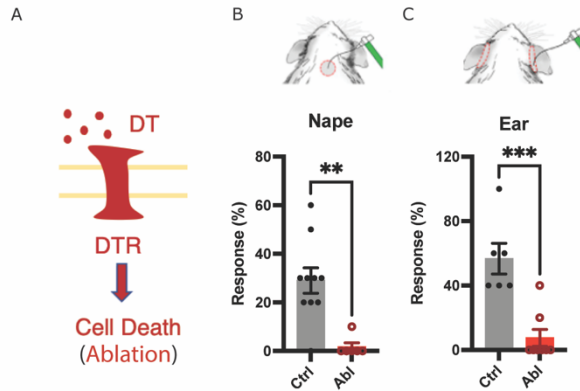 A
DT
DTR
Cell Death
(Ablation)
B
Nape
**
Response (%)
80
60
40
20
0
Ctrl
Abl
C
Ear
***
Response (%)
160
120
80
40
0
Ctrl
Abl